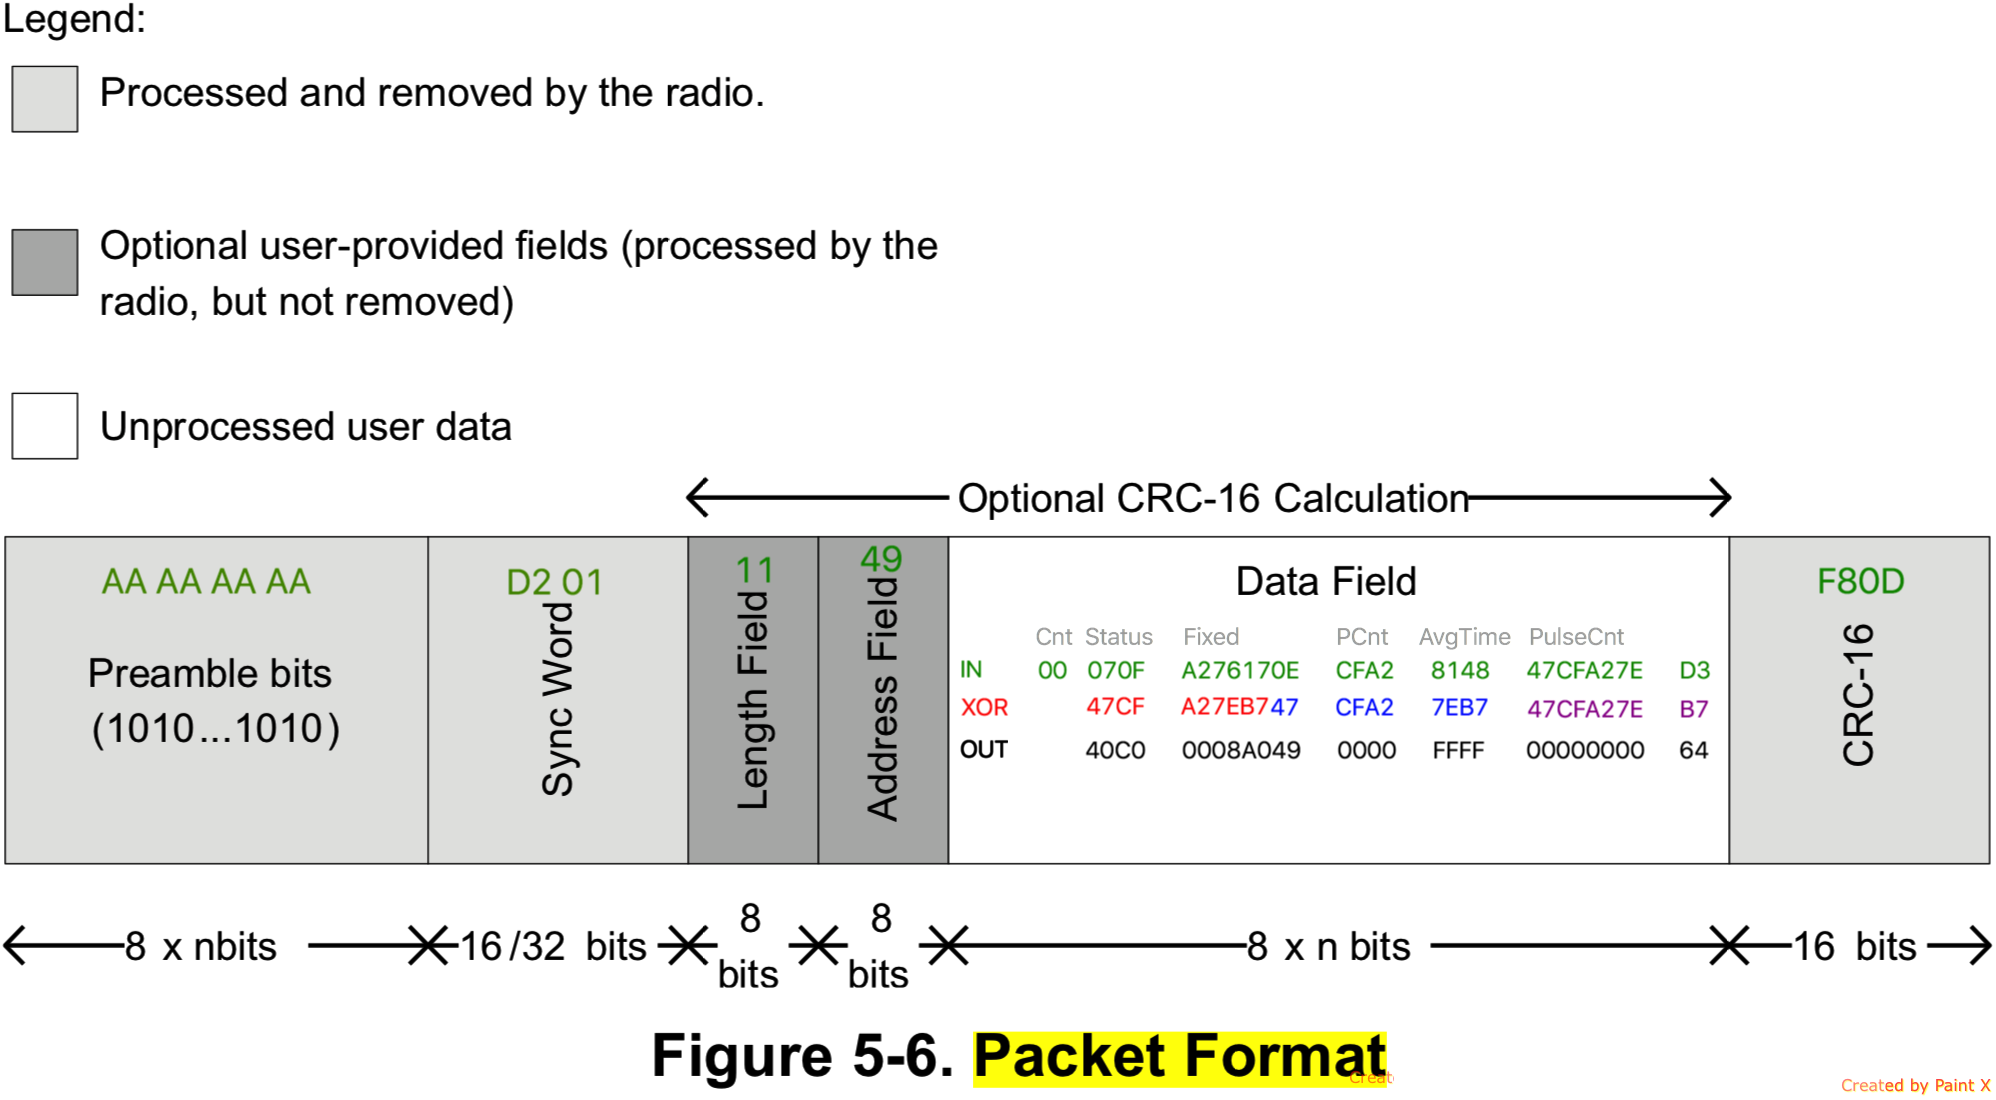 Legend:
Processed and removed by the radio.
Optional user-provided fields (processed by the
radio, but not removed)
Unprocessed user data
Optional CRC-16 Calculation
AA AA AA AA
Preamble bits
(1010...1010)
D2 01
Sync Word
11
Length Field
49
Address Field
Data Field
Cnt Status Fixed PCnt AvgTime PulseCnt
IN 00 070F A276170E CFA2 8148 47CFA27E D3
XOR 47CF A27EB747 CFA2 7EB7 47CFA27E B7
OUT 40C0 0008A049 0000 FFFF 00000000 64
F80D
CRC-16
8 x nbits
16/32 bits
8
bits
8
bits
8 x n bits
16 bits
Figure 5-6. Packet Format
Creat
Created by Paint X